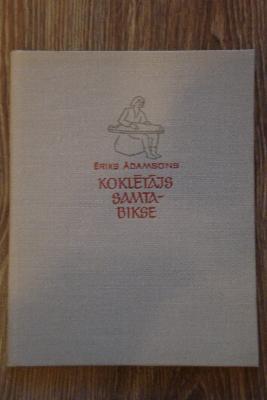 ĒRIKS ĀDAMSONS
KOKLĒTĀJS
SAMTA-
BIKSE